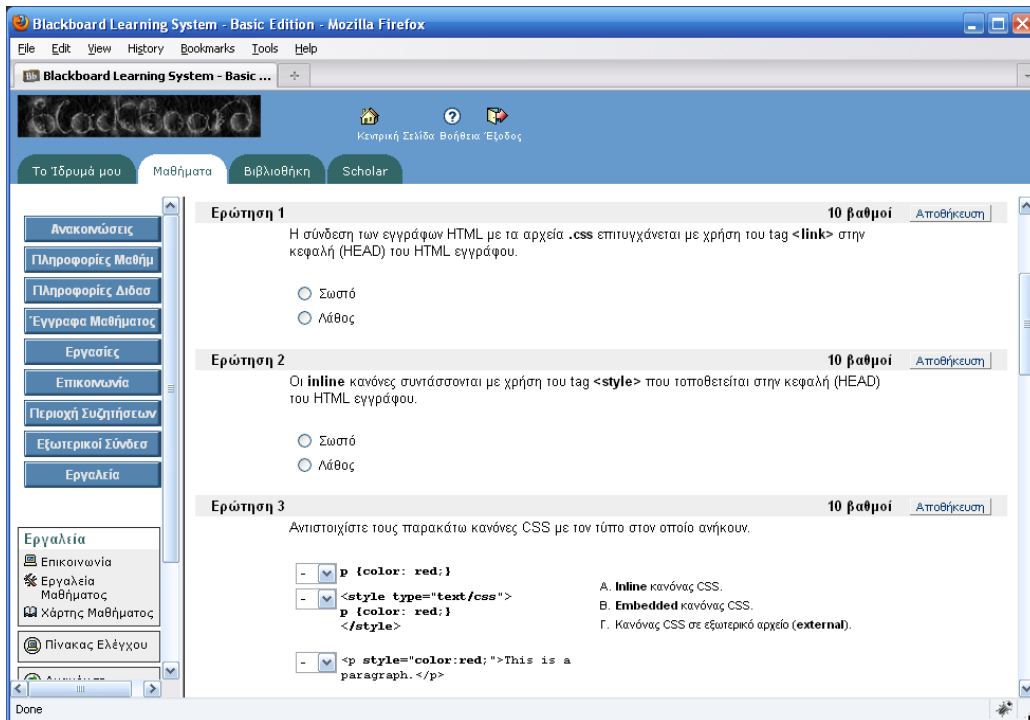 Blackboard Learning System - Basic Edition - Mozilla Firefox
File Edit View History Bookmarks Tools Help
Bb Blackboard Learning System - Basic ...
Blackboard
Κεντρική Σελίδα Βοήθεια Έξοδος
Το Ίδρυμά μου Μαθήματα Βιβλιοθήκη Scholar
Ανακοινώσεις
Πληροφορίες Μαθήμ
Πληροφορίες Διδασ
Έγγραφα Μαθήματος
Εργασίες
Επικοινωνία
Περιοχή Συζητήσεων
Εξωτερικοί Σύνδεσ
Εργαλεία
Εργαλεία
Επικοινωνία
Εργαλεία
Μαθήματος
Χάρτης Μαθήματος
Πίνακας Ελέγχου
Ερώτηση 1 10 βαθμοί Αποθήκευση
Η σύνδεση των εγγράφων HTML με τα αρχεία .css επιτυγχάνεται με χρήση του tag <link> στην
κεφαλή (HEAD) του HTML εγγράφου.
Σωστό
Λάθος
Ερώτηση 2 10 βαθμοί Αποθήκευση
Οι inline κανόνες συντάσσονται με χρήση του tag <style> που τοποθετείται στην κεφαλή (HEAD)
του HTML εγγράφου.
Σωστό
Λάθος
Ερώτηση 3 10 βαθμοί Αποθήκευση
Αντιστοιχίστε τους παρακάτω κανόνες CSS με τον τύπο στον οποίο ανήκουν.
- p {color: red;}
- <style type="text/css">
p {color: red;}
</style>
- <p style="color:red;">This is a
paragraph.</p>
Α. Inline κανόνας CSS.
Β. Embedded κανόνας CSS.
Γ. Κανόνας CSS σε εξωτερικό αρχείο (external).
Done